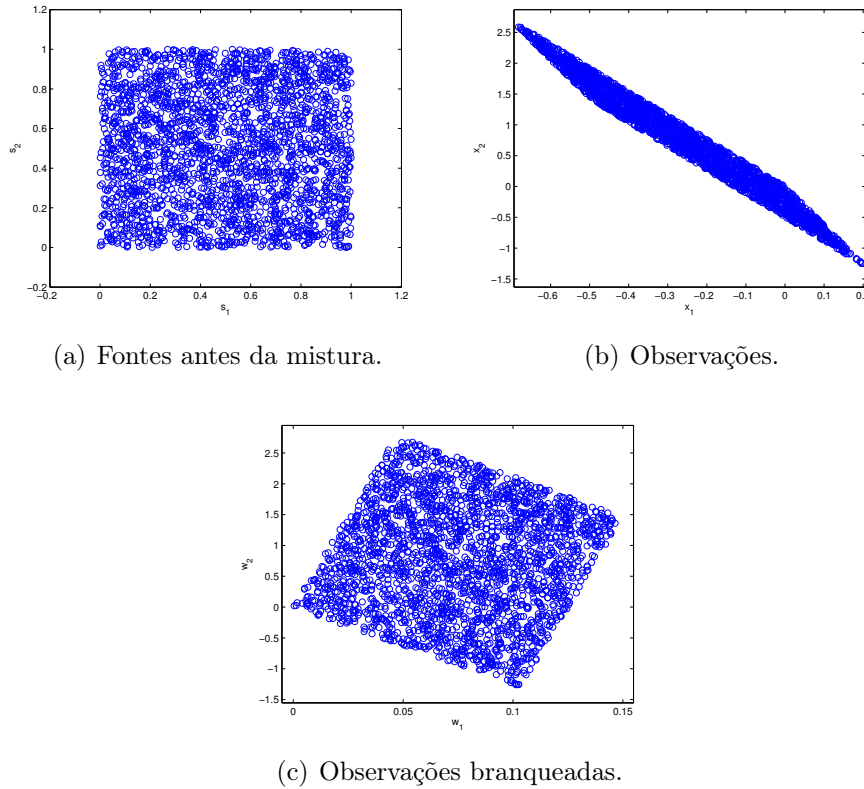 1.2
1
0.8
0.6
0.4
0.2
0
−0.2
s2
−0.2 0 0.2 0.4 0.6 0.8 1 1.2
s1
(a) Fontes antes da mistura.
2.5
2
1.5
1
0.5
0
−0.5
−1
−1.5
x2
−0.6 −0.5 −0.4 −0.3 −0.2 −0.1 0 0.1 0.
x1
(b) Observações.
2.5
2
1.5
1
0.5
0
−0.5
−1
−1.5
w2
0 0.05 0.1 0.15
w1
(c) Observações branqueadas.